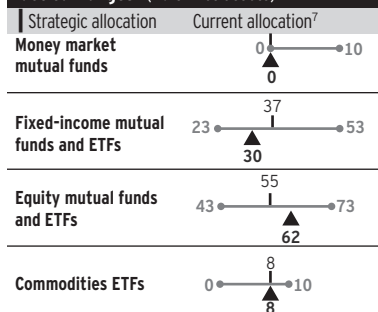 Strategic allocation Current allocation7
Money market
mutual funds
0 10
0
37
Fixed-income mutual
funds and ETFs
23 53
30
55
Equity mutual funds
and ETFs
43 73
62
8
Commodities ETFs
0 10
8